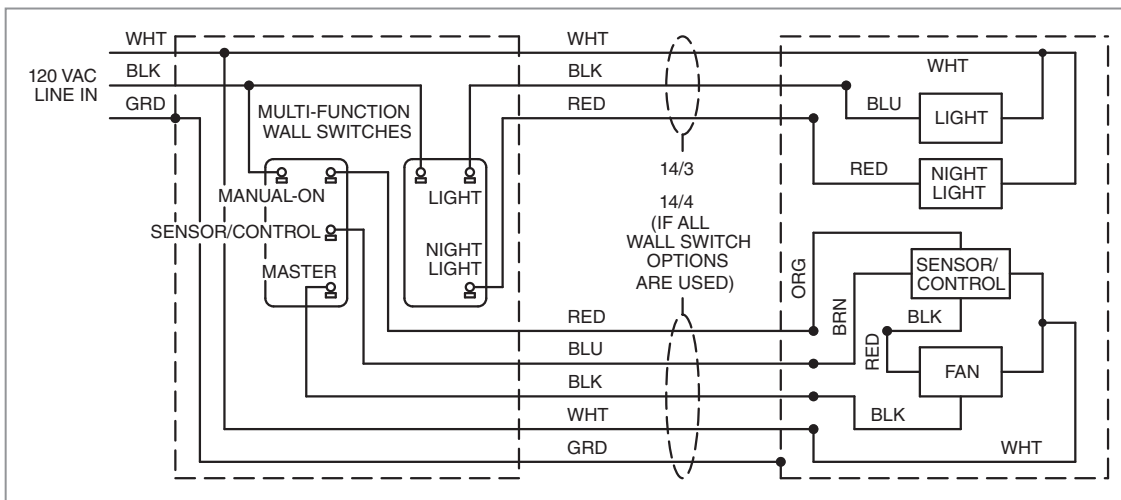 WHT
120 VAC
LINE IN
BLK
GRD
MULTI-FUNCTION
WALL SWITCHES
MANUAL-ON
SENSOR/CONTROL
MASTER
LIGHT
NIGHT
LIGHT
WHT
BLK
RED
14/3
14/4
(IF ALL
WALL SWITCH
OPTIONS
ARE USED)
RED
BLU
BLK
WHT
GRD
WHT
BLU
LIGHT
RED
NIGHT
LIGHT
ORG
BRN
SENSOR/
CONTROL
BLK
RED
FAN
BLK
WHT